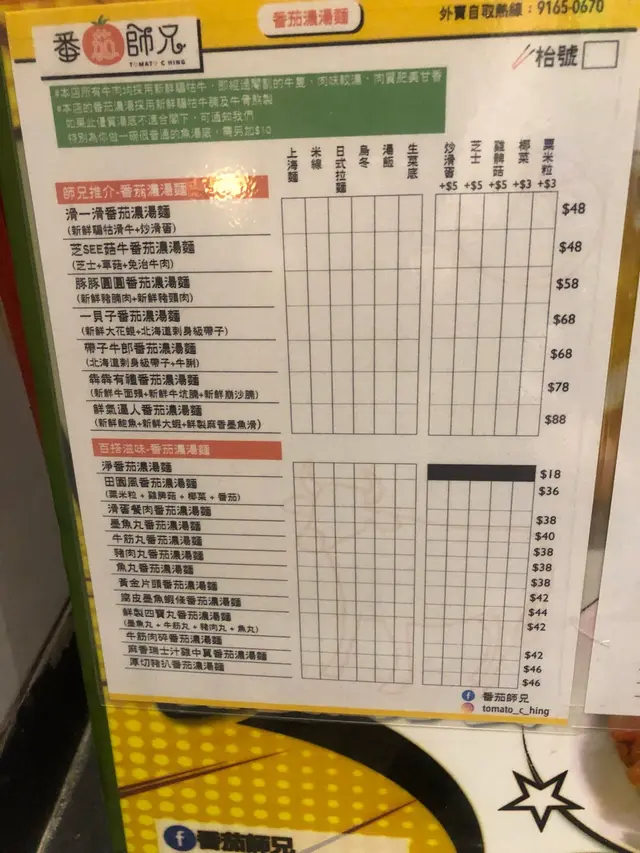 番茄師兄
TOMATO C HING
番茄濃湯麵
外賣自取熱線：9165-0670
枱號
*本店所有牛肉均採用新鮮騸牯牛，即經過閹割的牛隻，肉味較濃，肉質肥美甘香
*本店的番茄濃湯採用新鮮騸牯牛腩及牛骨熬製
如果此優質湯底不適合閣下，可通知我們
特別為你做一碗很香濃的魚湯底，需另加$10
上海麵 米線 日式拉麵 烏冬 湯飯 生菜底 炒滑蛋+$5 芝士+$5 雞脾菇+$5 椰菜+$3 粟米粒+$3
師兄推介-番茄濃湯麵
滑一滑番茄濃湯麵 $48
(新鮮騸牯滑牛+炒滑蛋)
芝SEE菇牛番茄濃湯麵 $48
(芝士+草菇+免治牛肉)
豚豚圓圓番茄濃湯麵 $58
(新鮮豬腩肉+新鮮豬頸肉)
一貝子番茄濃湯麵 $68
(新鮮大花蜆+北海道刺身級帶子)
帶子牛郎番茄濃湯麵 $68
(北海道刺身級帶子+牛脷)
犇犇有禮番茄濃湯麵 $78
(新鮮牛面頰+新鮮牛坑腩+新鮮崩沙腩)
鮮氣逼人番茄濃湯麵 $88
(新鮮鮑魚+新鮮大蝦+鮮製麻香墨魚滑)
百搭滋味-番茄濃湯麵
淨番茄濃湯麵 $18
田園風番茄濃湯麵 $36
(粟米粒 + 雞脾菇 + 椰菜 + 番茄)
滑蛋餐肉番茄濃湯麵 $38
墨魚丸番茄濃湯麵 $40
牛筋丸番茄濃湯麵 $38
豬肉丸番茄濃湯麵 $38
魚丸番茄濃湯麵 $38
黃金片頭番茄濃湯麵 $42
腐皮墨魚蝦條番茄濃湯麵 $44
鮮製四寶丸番茄濃湯麵 $42
(墨魚丸 + 牛筋丸 + 豬肉丸 + 魚丸)
牛筋肉碎番茄濃湯麵 $42
麻香瑞士汁雞中翼番茄濃湯麵 $46
厚切豬扒番茄濃湯麵 $46
番茄師兄
tomato_c_hing
番茄師兄